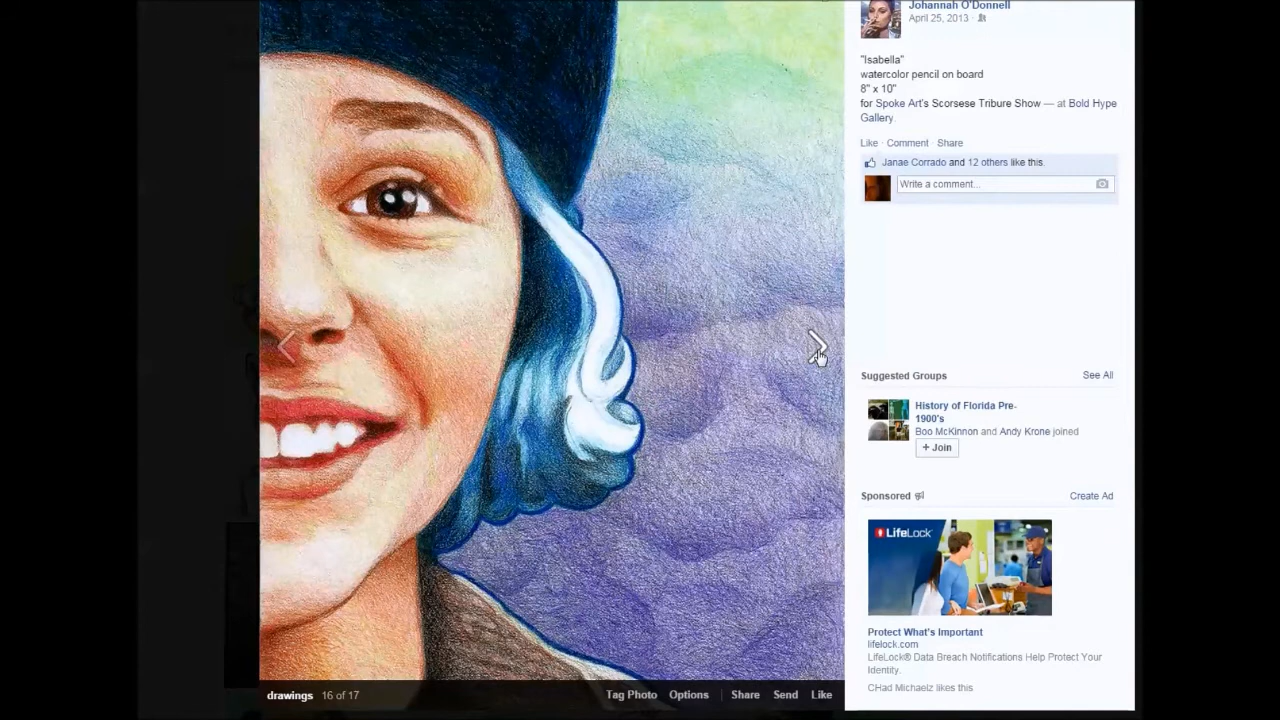 Johannah O'Donnell
April 25, 2013
"Isabella"
watercolor pencil on board
8" x 10"
for Spoke Art's Scorsese Tribure Show — at Bold Hype
Gallery.
Like · Comment · Share
Janae Corrado and 12 others like this.
Write a comment...
Suggested Groups
See All
History of Florida Pre-
1900's
Boo McKinnon and Andy Krone joined
+ Join
Sponsored
Create Ad
LifeLock
Protect What's Important
lifelock.com
LifeLock® Data Breach Notifications Help Protect Your
Identity.
CHad Michaelz likes this
drawings 16 of 17
Tag Photo Options Share Send Like